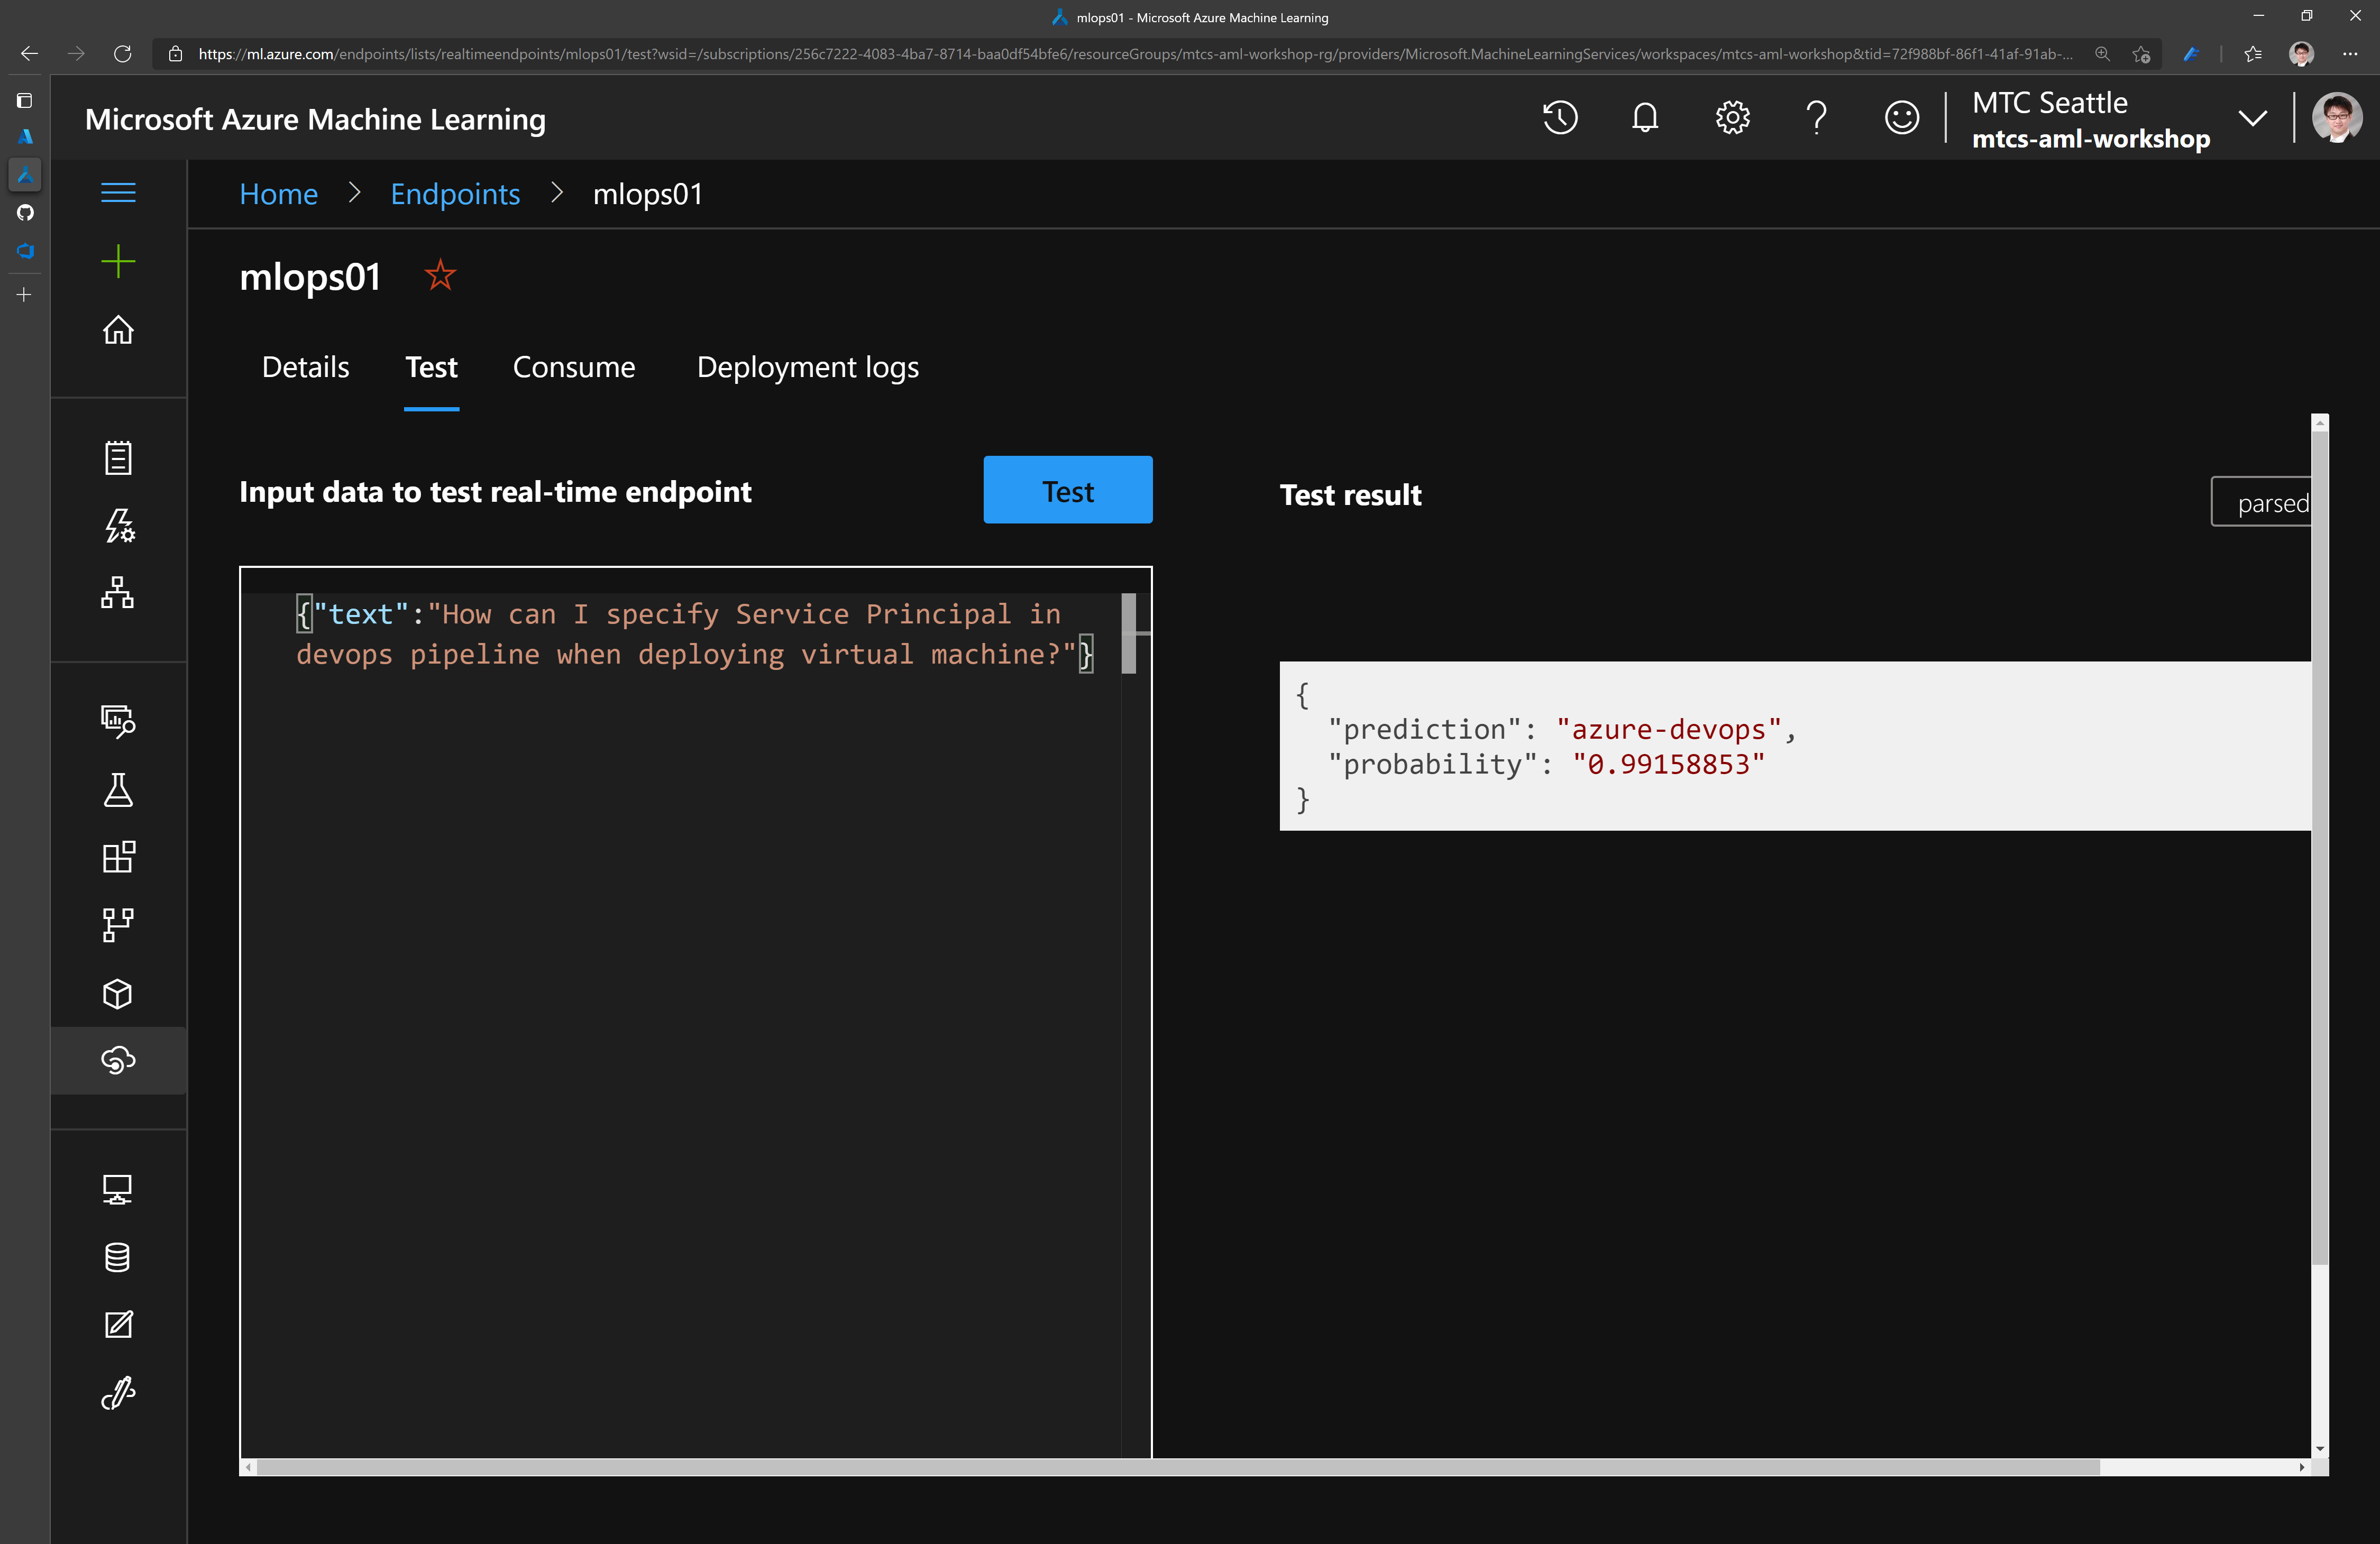 mlops01 - Microsoft Azure Machine Learning
https://ml.azure.com/endpoints/lists/realtimeendpoints/mlops01/test?wsid=/subscriptions/256c7222-4083-4ba7-8714-baa0df54bfe6/resourceGroups/mtcs-aml-workshop-rg/providers/Microsoft.MachineLearningServices/workspaces/mtcs-aml-workshop&tid=72f988bf-86f1-41af-91ab-...
Microsoft Azure Machine Learning
MTC Seattle
mtcs-aml-workshop
Home > Endpoints > mlops01
mlops01
Details Test Consume Deployment logs
Input data to test real-time endpoint
Test
Test result
parsed
{"text":"How can I specify Service Principal in
devops pipeline when deploying virtual machine?"}
{
"prediction": "azure-devops",
"probability": "0.99158853"
}